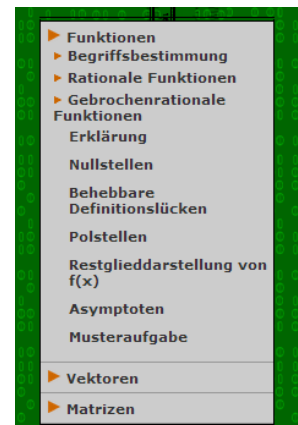 Funktionen
Begriffsbestimmung
Rationale Funktionen
Gebrochenrationale
Funktionen
Erklärung
Nullstellen
Behebbare
Definitionslücken
Polstellen
Restglieddarstellung von
f(x)
Asymptoten
Musteraufgabe
Vektoren
Matrizen